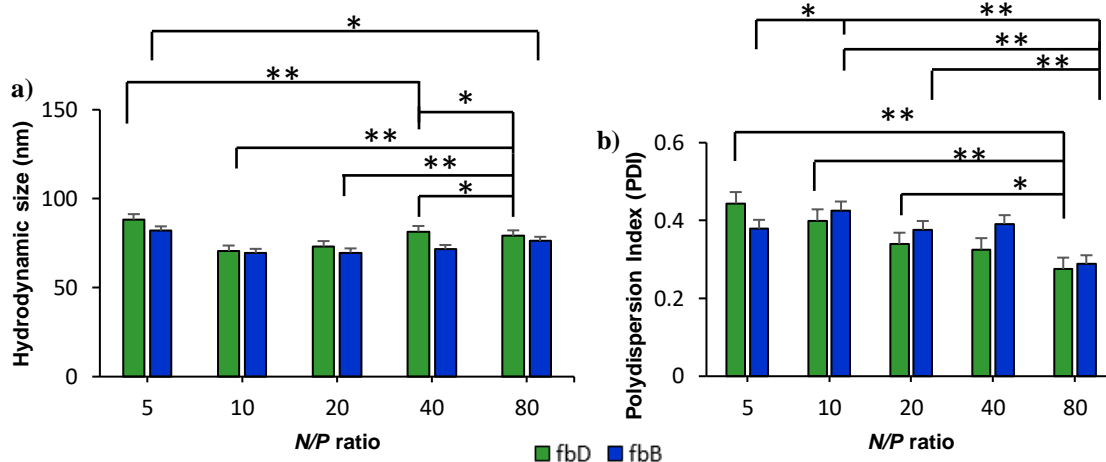 *
*
**
*
**
**
*
a)
150
100
50
0
Hydrodynamic size (nm)
5 10 20 40 80
N/P ratio
* **
**
**
**
**
*
b)
0.6
0.4
0.2
0
Polydispersion Index (PDI)
5 10 20 40 80
N/P ratio
fbD fbB